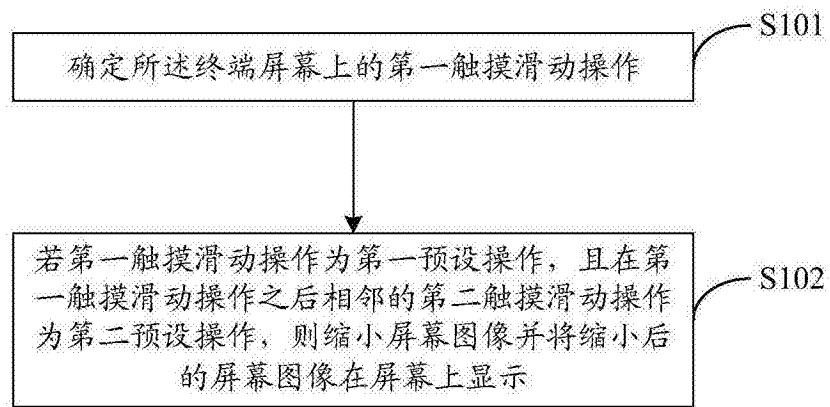 S101
确定所述终端屏幕上的第一触摸滑动操作
若第一触摸滑动操作为第一预设操作，且在第
一触摸滑动操作之后相邻的第二触摸滑动操作
为第二预设操作，则缩小屏幕图像并将缩小后
的屏幕图像在屏幕上显示
S102